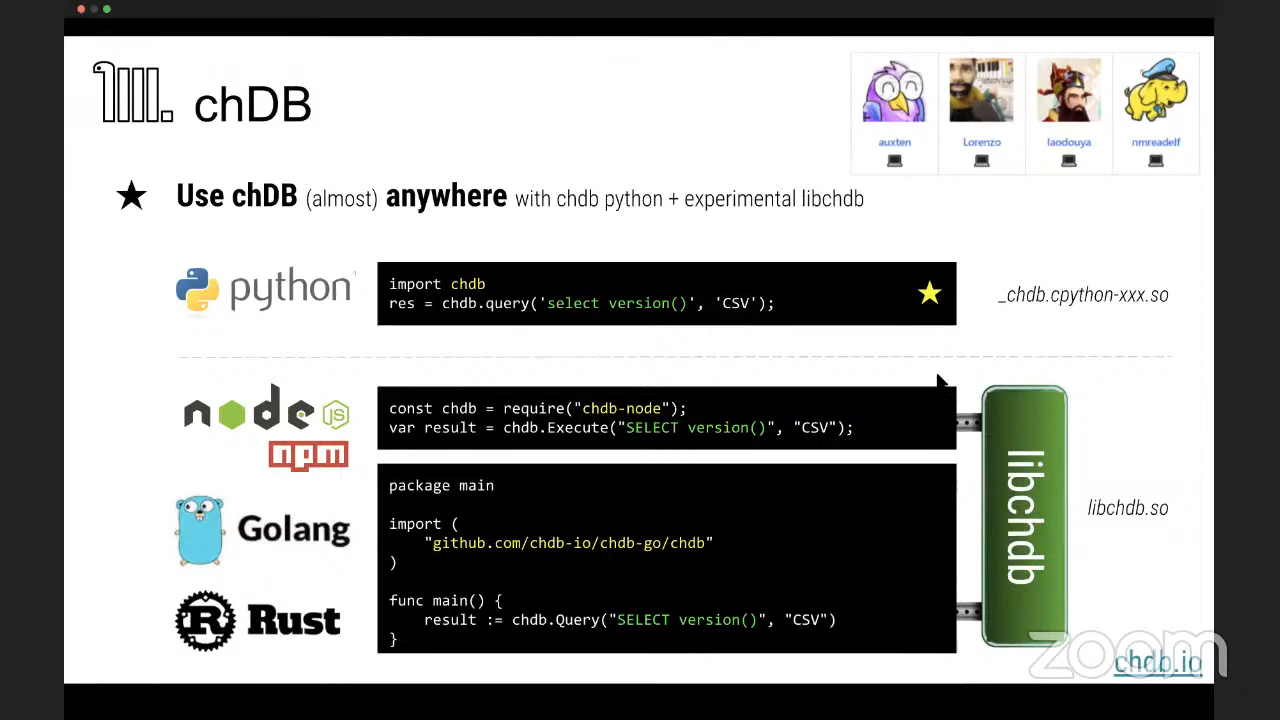 chDB
auxten
Lorenzo
laodouya
nmreadelf
★ Use chDB (almost) anywhere with chdb python + experimental libchdb
python
import chdb
res = chdb.query('select version()', 'CSV');
_chdb.cpython-xxx.so
node
JS
npm
const chdb = require("chdb-node");
var result = chdb.Execute("SELECT version()", "CSV");
Golang
Rust
package main
import (
"github.com/chdb-io/chdb-go/chdb"
)
func main() {
result := chdb.Query("SELECT version()", "CSV")
}
libchdb
libchdb.so
zoom
chdb.io